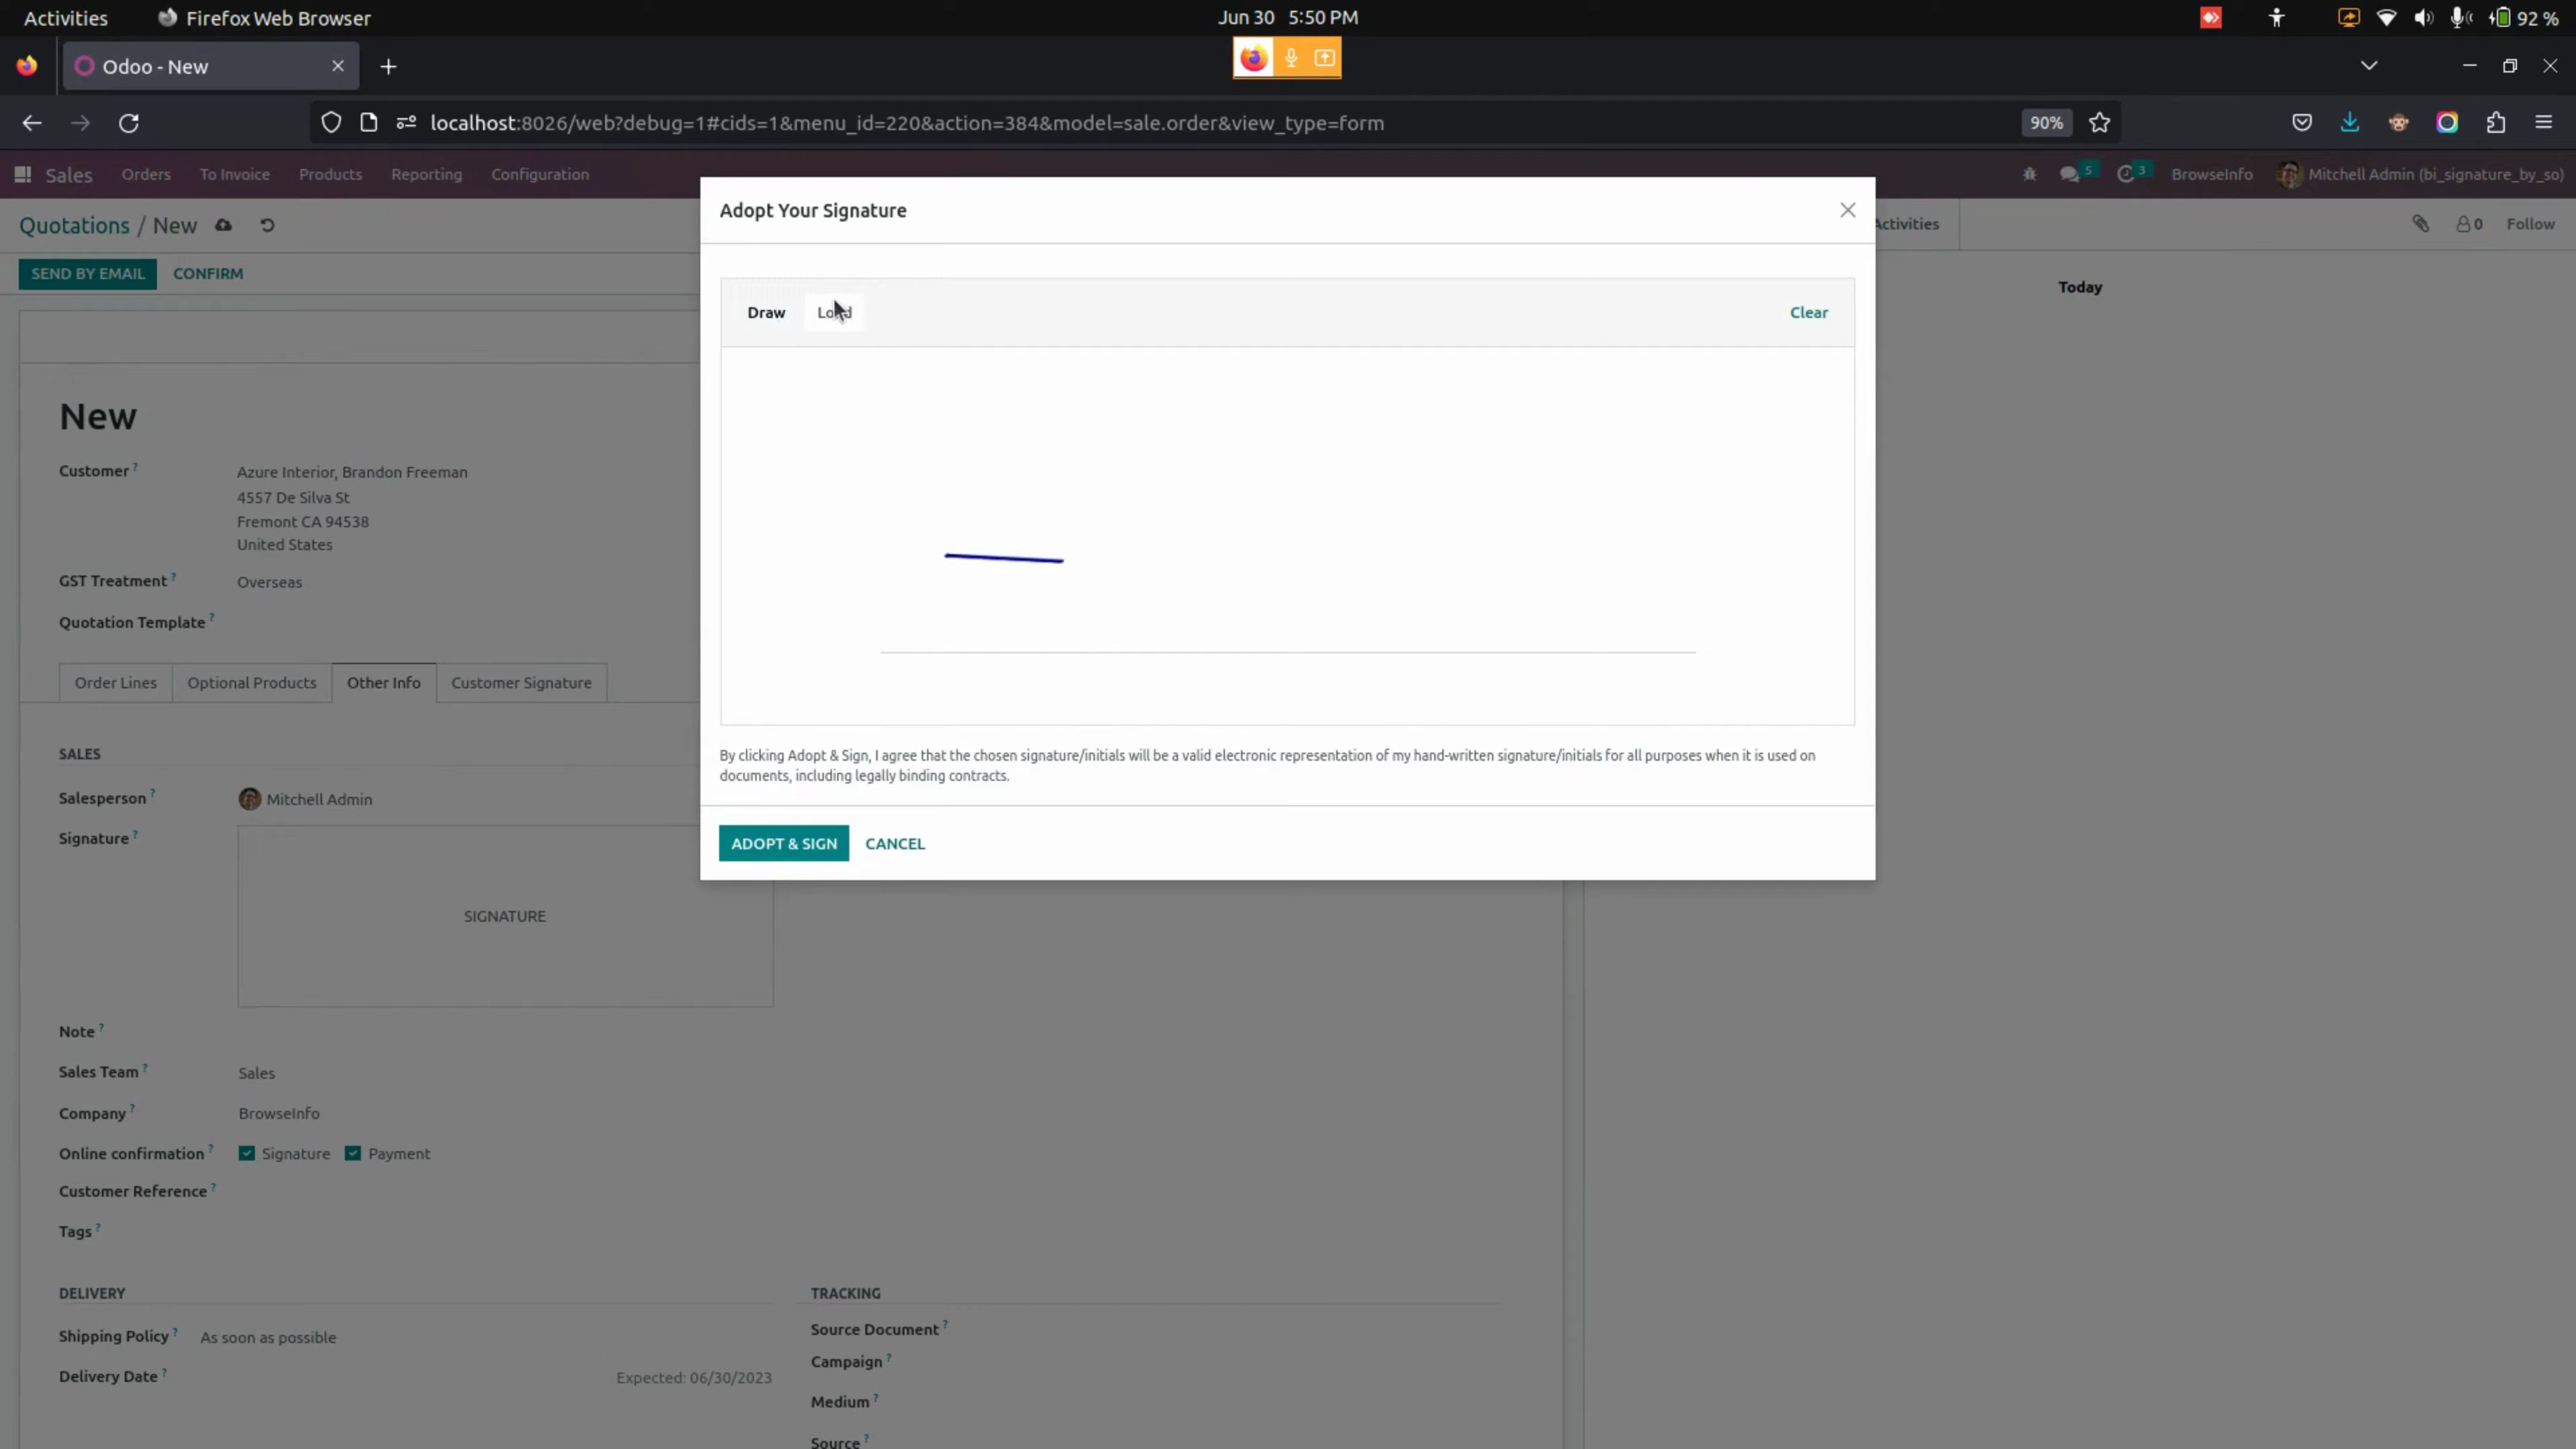 Activities Firefox Web Browser Jun 30 5:50 PM 92 %
Odoo - New
localhost:8026/web?debug=1#cids=1&menu_id=220&action=384&model=sale.order&view_type=form 90%
Sales Orders To Invoice Products Reporting Configuration 5 3 BrowseInfo Mitchell Admin (bi_signature_by_so)
Quotations / New Activities 0 Follow
SEND BY EMAIL CONFIRM
Today
Adopt Your Signature
Draw Load Clear
By clicking Adopt & Sign, I agree that the chosen signature/initials will be a valid electronic representation of my hand-written signature/initials for all purposes when it is used on
documents, including legally binding contracts.
ADOPT & SIGN CANCEL
New
Customer ? Azure Interior, Brandon Freeman
4557 De Silva St
Fremont CA 94538
United States
GST Treatment ? Overseas
Quotation Template ?
Order Lines Optional Products Other Info Customer Signature
SALES
Salesperson ? Mitchell Admin
Signature ?
SIGNATURE
Note ?
Sales Team ? Sales
Company ? BrowseInfo
Online confirmation ? Signature Payment
Customer Reference ?
Tags ?
DELIVERY
Shipping Policy ? As soon as possible
Delivery Date ? Expected: 06/30/2023
TRACKING
Source Document ?
Campaign ?
Medium ?
Source ?